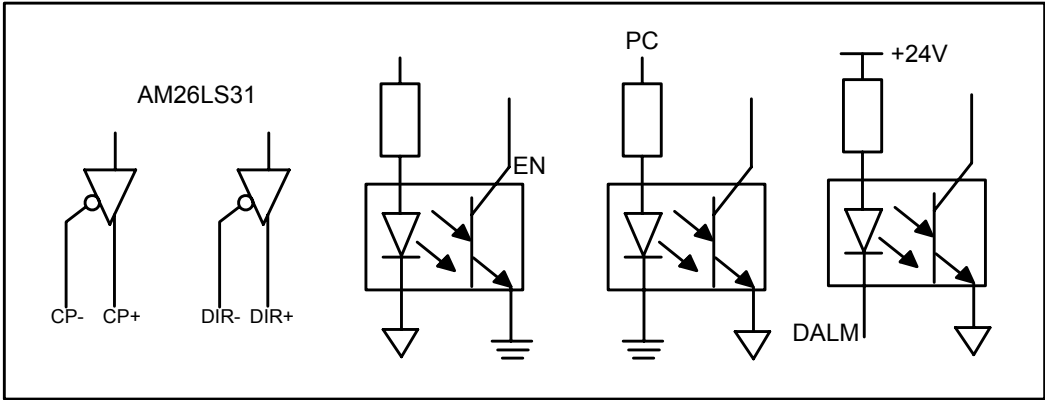 PC
+24V
AM26LS31
EN
CP- CP+
DIR- DIR+
DALM